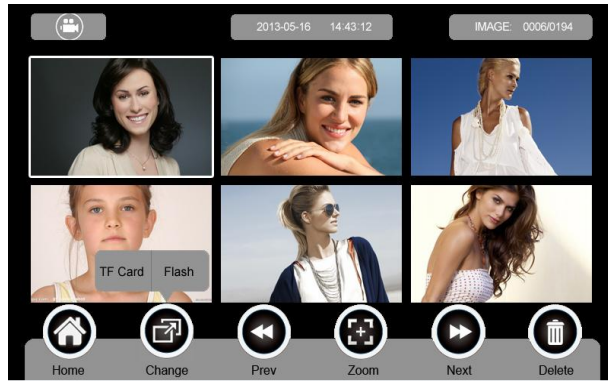 2013-05-16 14:43:12
IMAGE: 0006/0194
TF Card Flash
Home Change Prev Zoom Next Delete